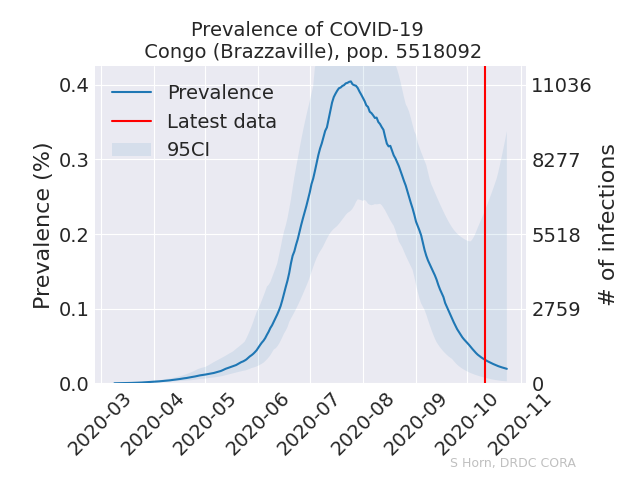 Prevalence of COVID-19
Congo (Brazzaville), pop. 5518092
Prevalence
Latest data
95CI
Prevalence (%)
0.4
0.3
0.2
0.1
0.0
11036
8277
5518
2759
0
# of infections
2020-03
2020-04
2020-05
2020-06
2020-07
2020-08
2020-09
2020-10
2020-11
S Horn, DRDC CORA